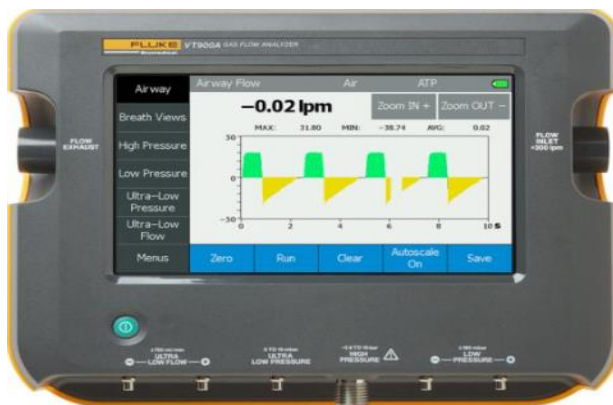 FLUKE
Biomedical
VT900A GAS FLOW ANALYZER
Airway
Airway Flow Air ATP
−0.02 lpm
Zoom IN + Zoom OUT −
Breath Views
MAX: 31.80 MIN: −38.74 AVG: 0.02
High Pressure
Low Pressure
Ultra−Low
Pressure
Ultra−Low
Flow
Menus
30
0
−30
0 2 4 6 8 10 S
Zero
Run
Clear
Autoscale
On
Save
FLOW
EXHAUST
FLOW
INLET
ULTRA
LOW FLOW
ULTRA
LOW PRESSURE
HIGH
PRESSURE
LOW
PRESSURE